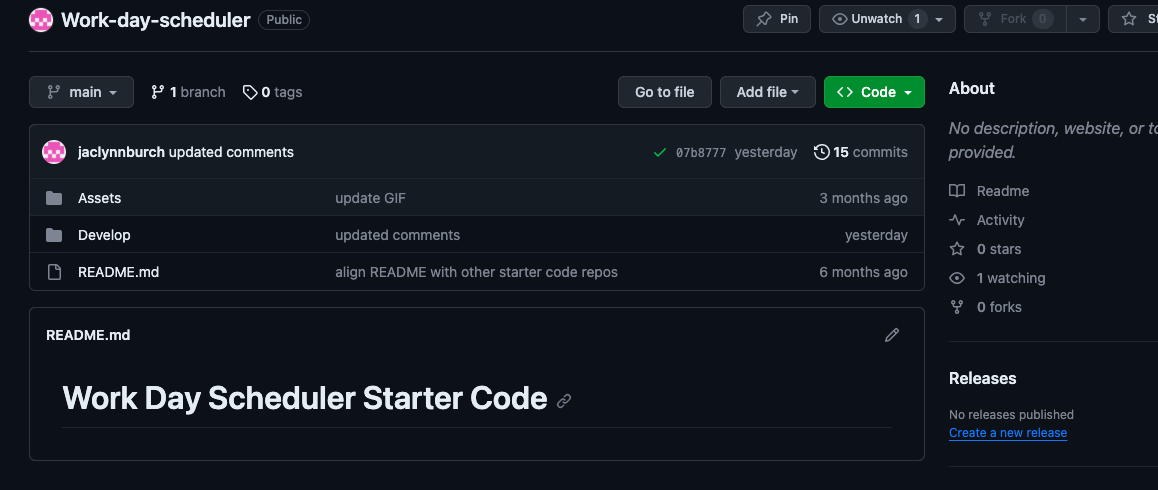 Work-day-scheduler Public
Pin Unwatch 1 Fork 0
main 1 branch 0 tags Go to file Add file Code
jaclynnburch updated comments 07b8777 yesterday 15 commits
Assets update GIF 3 months ago
Develop updated comments yesterday
README.md align README with other starter code repos 6 months ago
README.md
Work Day Scheduler Starter Code
About
No description, website, or
provided.
Readme
Activity
0 stars
1 watching
0 forks
Releases
No releases published
Create a new release